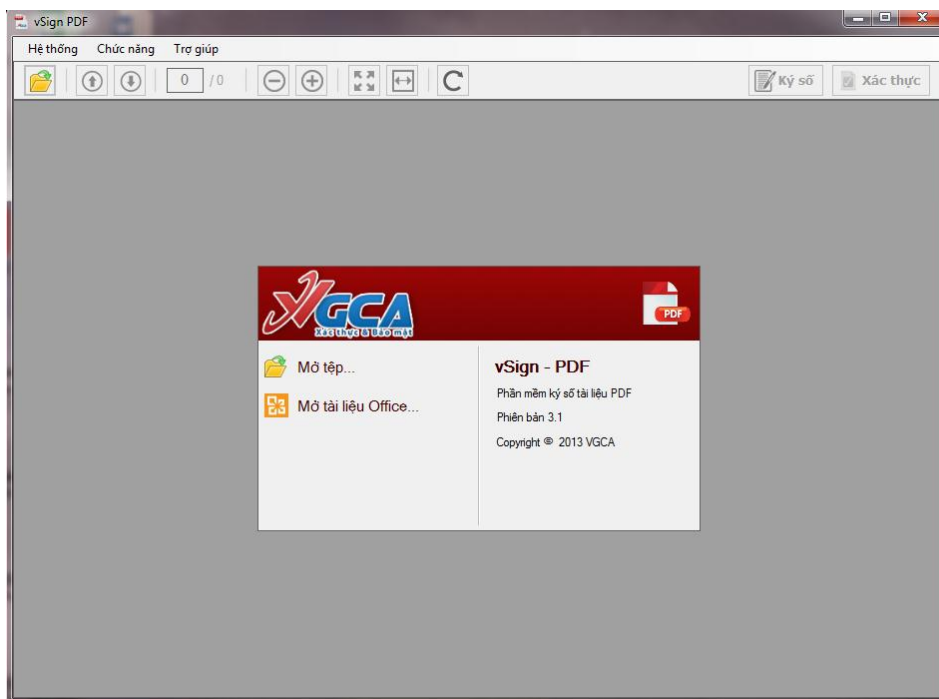 vSign PDF
Hệ thống Chức năng Trợ giúp
0 / 0 Ký số Xác thực
VGCA
Xác thực & Bảo mật
PDF
Mở tệp...
Mở tài liệu Office...
vSign - PDF
Phần mềm ký số tài liệu PDF
Phiên bản 3.1
Copyright © 2013 VGCA